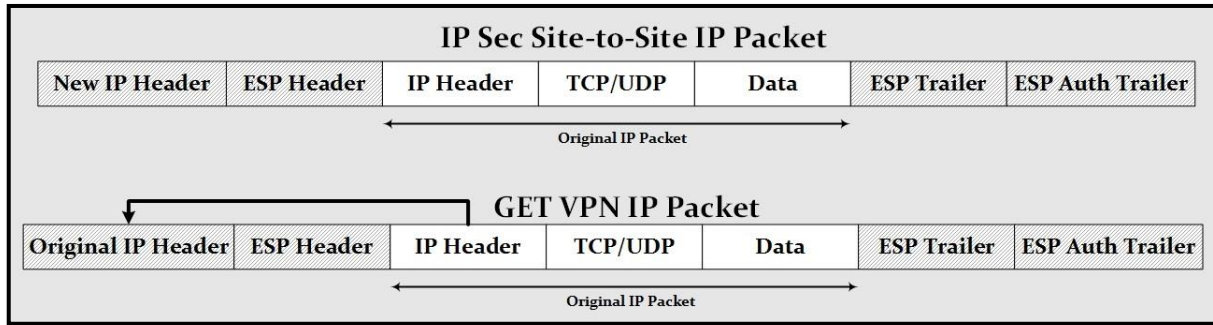 IP Sec Site-to-Site IP Packet
New IP Header ESP Header IP Header TCP/UDP Data ESP Trailer ESP Auth Trailer
Original IP Packet
GET VPN IP Packet
Original IP Header ESP Header IP Header TCP/UDP Data ESP Trailer ESP Auth Trailer
Original IP Packet